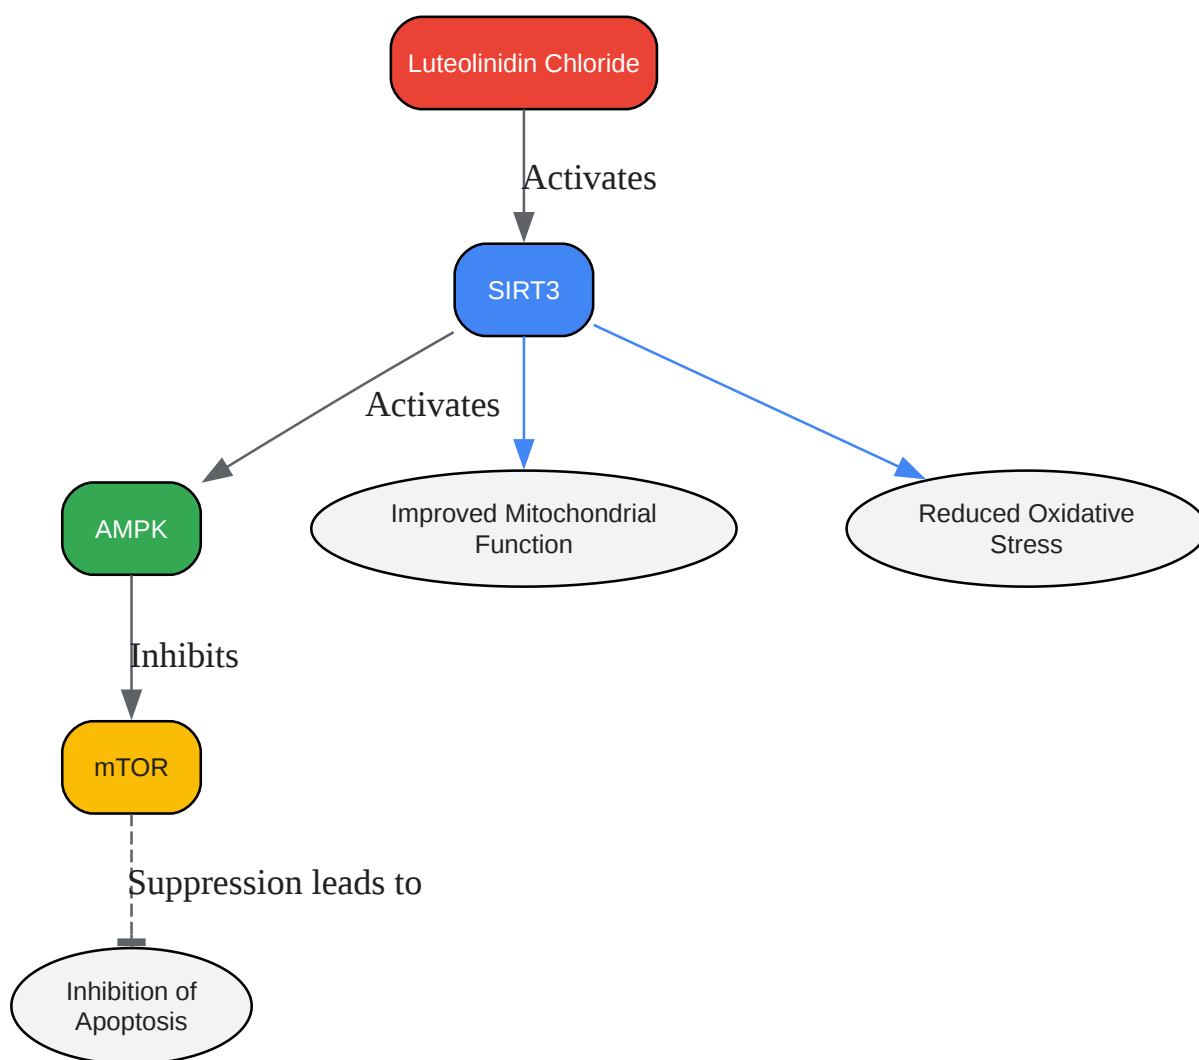 Luteolinidin Chloride
Activates
SIRT3
Activates
AMPK
Improved Mitochondrial
Function
Reduced Oxidative
Stress
Inhibits
mTOR
Suppression leads to
Inhibition of
Apoptosis